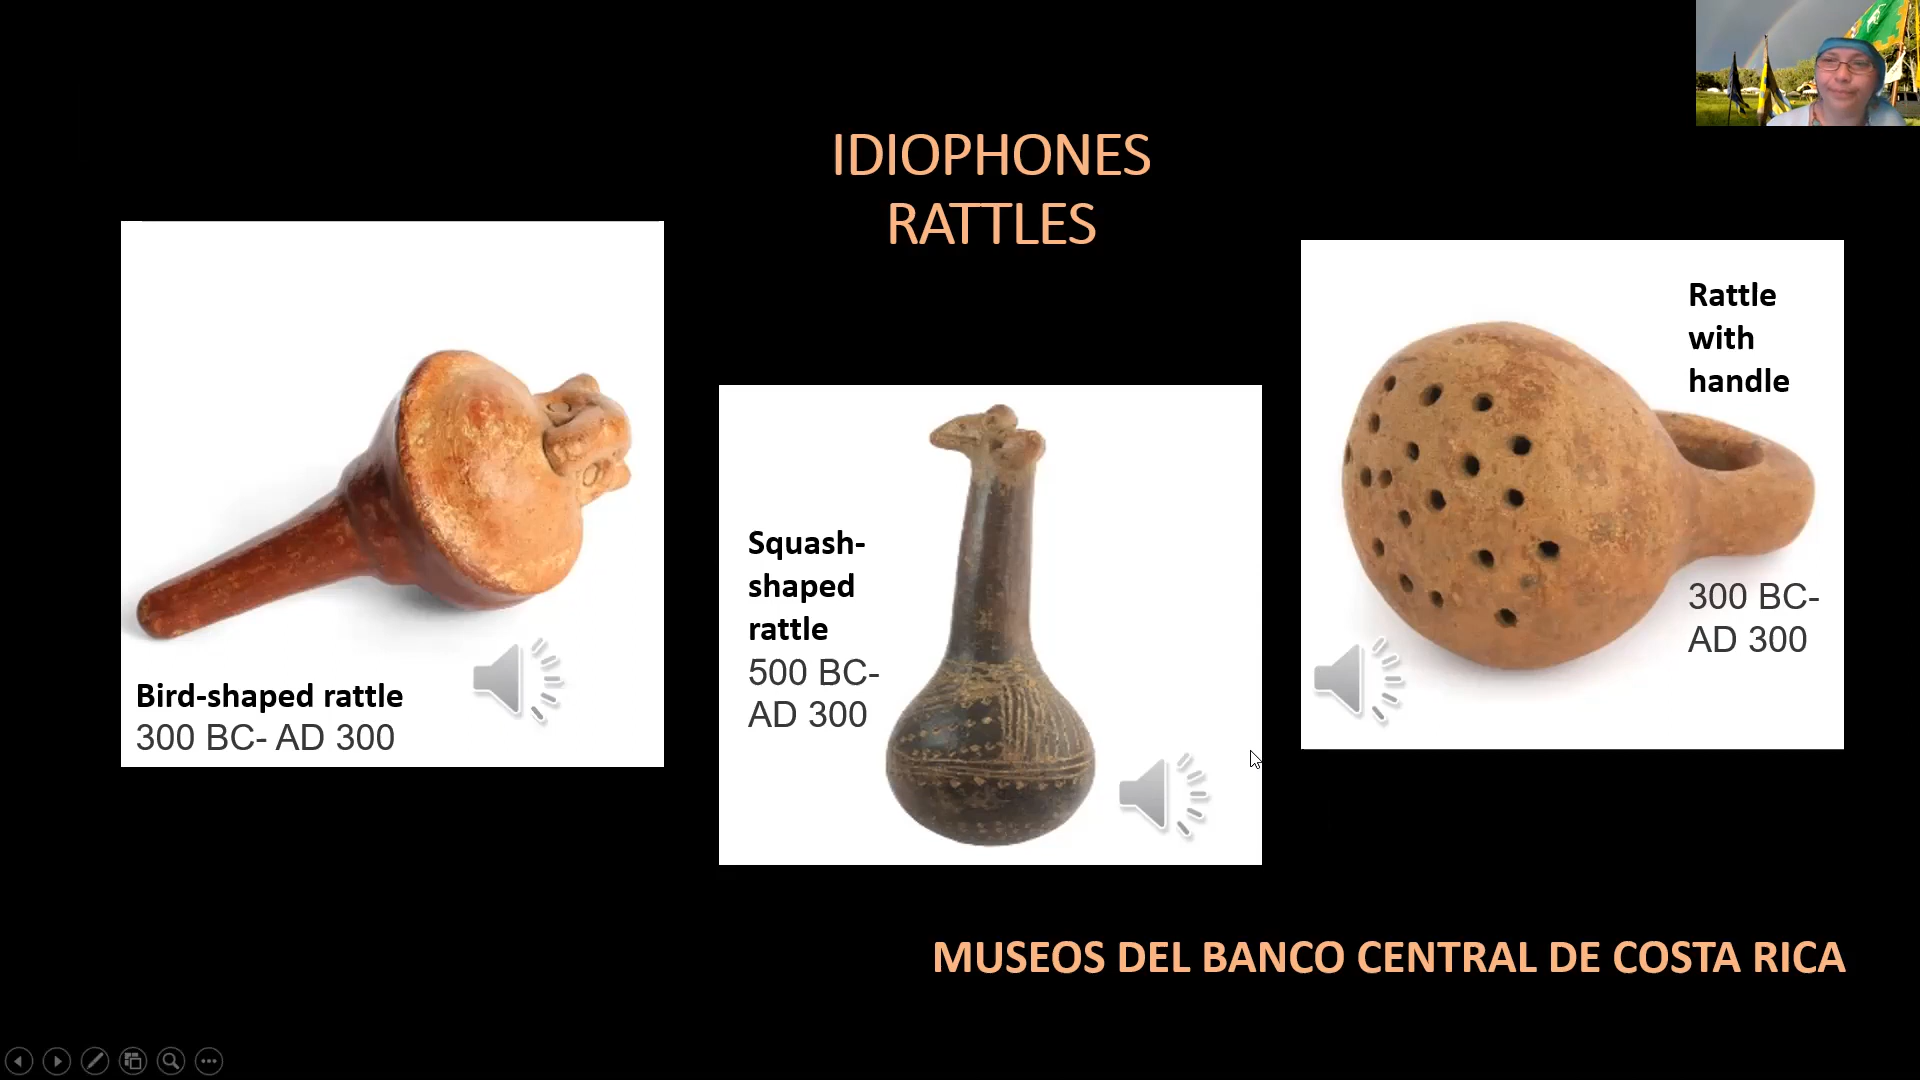 IDIOPHONES
RATTLES
Bird-shaped rattle
300 BC- AD 300
Squash-
shaped
rattle
500 BC-
AD 300
Rattle
with
handle
300 BC-
AD 300
MUSEOS DEL BANCO CENTRAL DE COSTA RICA